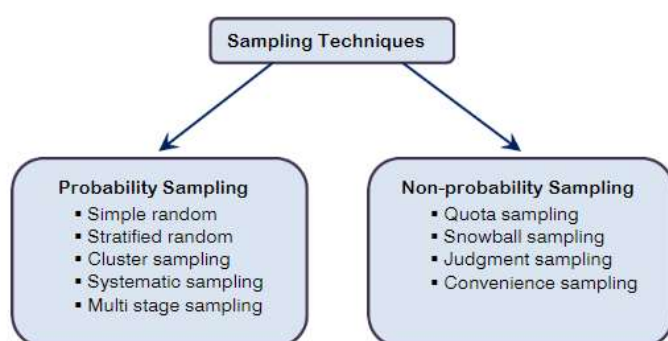 Sampling Techniques
Probability Sampling
▪ Simple random
▪ Stratified random
▪ Cluster sampling
▪ Systematic sampling
▪ Multi stage sampling
Non-probability Sampling
▪ Quota sampling
▪ Snowball sampling
▪ Judgment sampling
▪ Convenience sampling